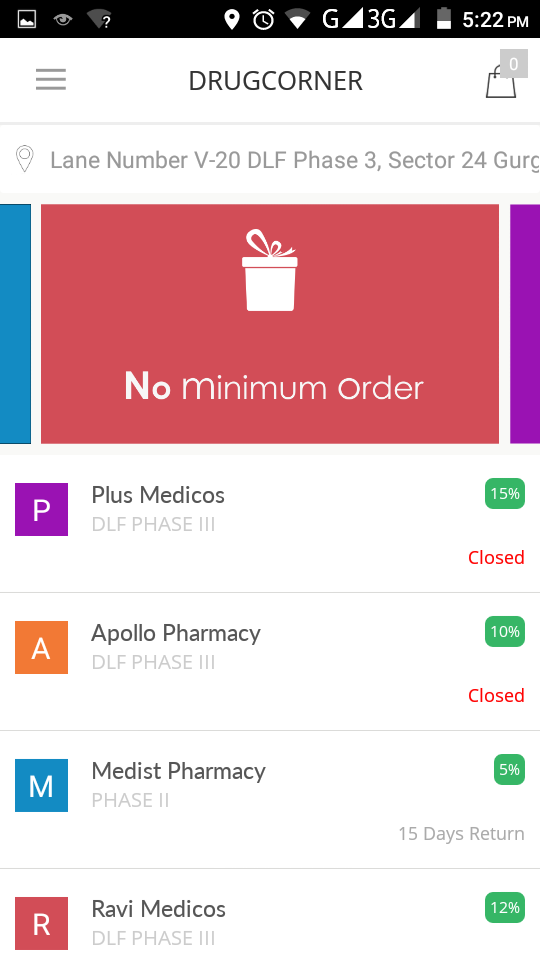 ? G 3G 5:22 PM
DRUGCORNER
0
Lane Number V-20 DLF Phase 3, Sector 24 Gurg
No minimum order
P Plus Medicos 15%
DLF PHASE III
Closed
A Apollo Pharmacy 10%
DLF PHASE III
Closed
M Medist Pharmacy 5%
PHASE II
15 Days Return
R Ravi Medicos 12%
DLF PHASE III